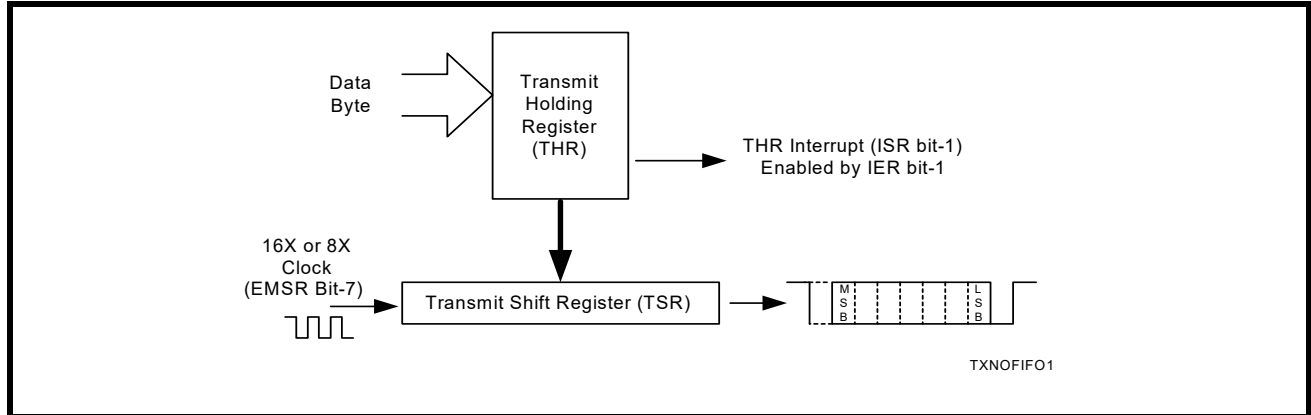 Data
Byte
Transmit
Holding
Register
(THR)
THR Interrupt (ISR bit-1)
Enabled by IER bit-1
16X or 8X
Clock
(EMSR Bit-7)
Transmit Shift Register (TSR)
M
S
B
L
S
B
TXNOFIFO1